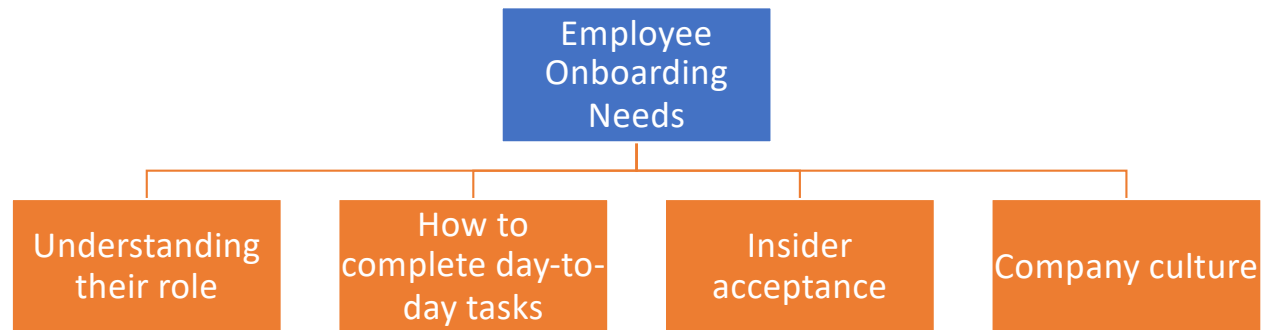 Employee
Onboarding
Needs
Understanding
their role
How to
complete day-to-
day tasks
Insider
acceptance
Company culture